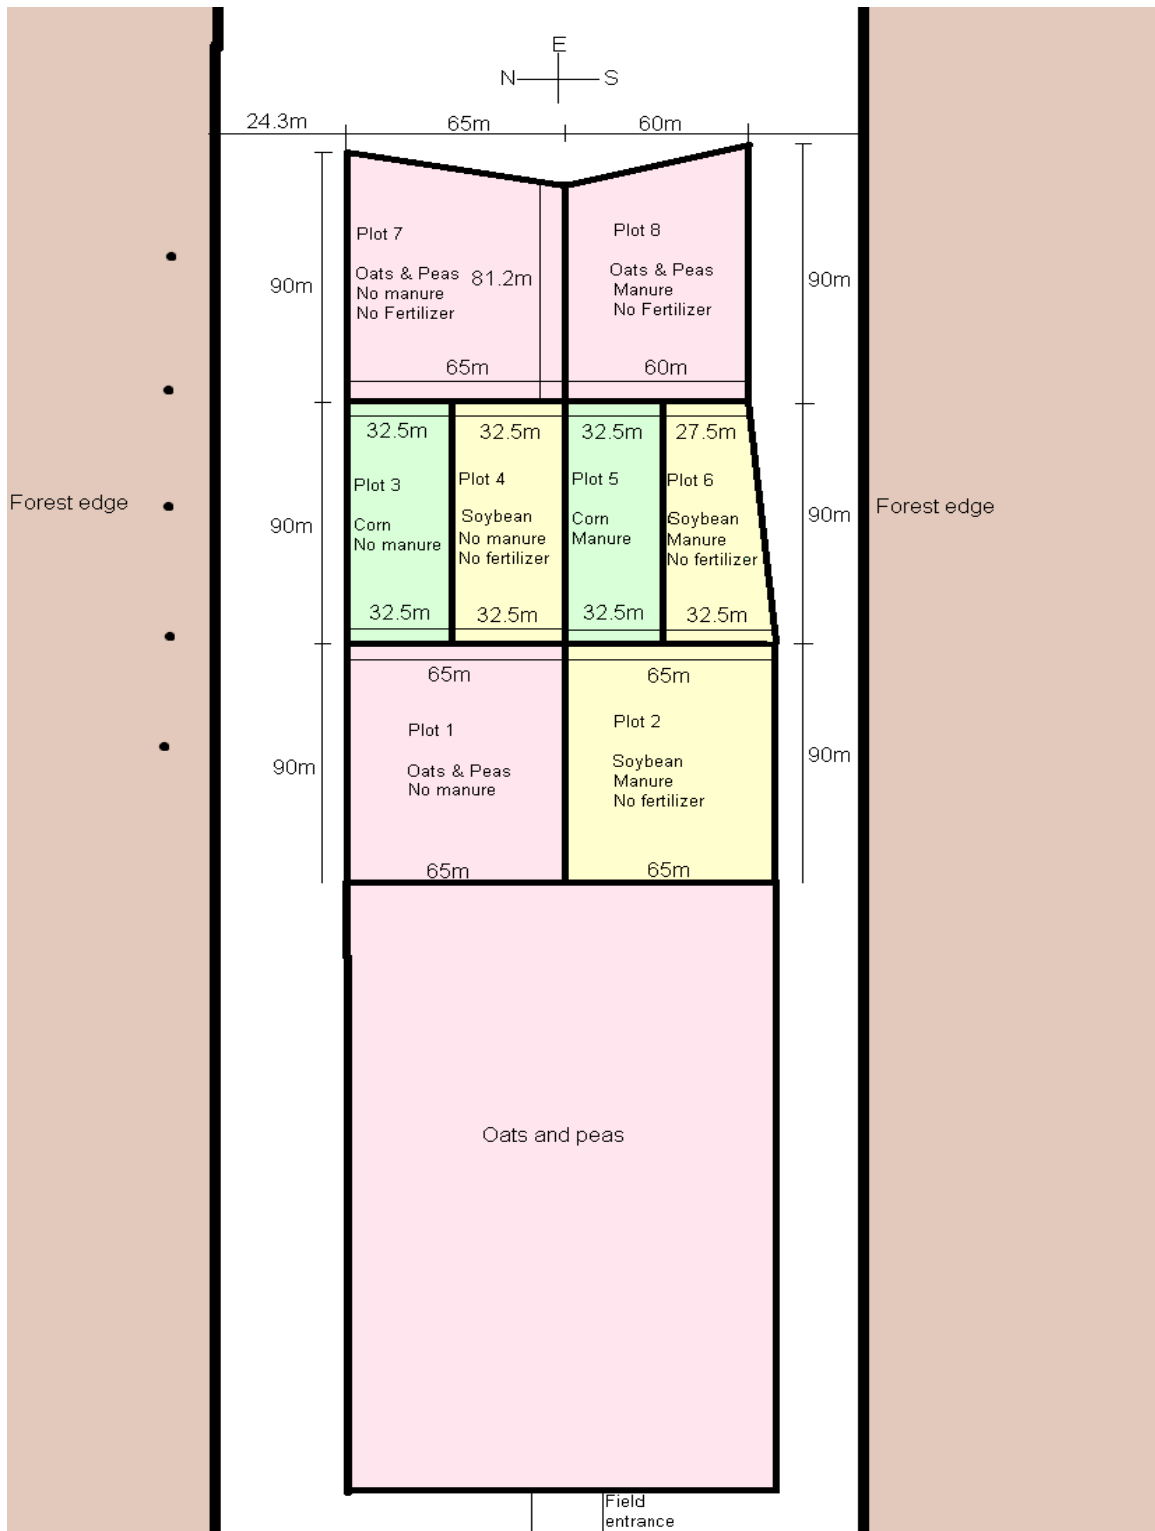 E
N
S
24.3m
65m
60m
Plot 7
Oats & Peas
No manure
No Fertilizer
81.2m
90m
65m
Plot 8
Oats & Peas
Manure
No Fertilizer
90m
60m
32.5m
32.5m
32.5m
27.5m
Plot 3
Corn
No manure
Plot 4
Soybean
No manure
No fertilizer
Plot 5
Corn
Manure
Plot 6
Soybean
Manure
No fertilizer
Forest edge
90m
90m
Forest edge
32.5m
32.5m
32.5m
32.5m
65m
65m
Plot 1
Oats & Peas
No manure
Plot 2
Soybean
Manure
No fertilizer
90m
90m
65m
65m
Oats and peas
Field
entrance